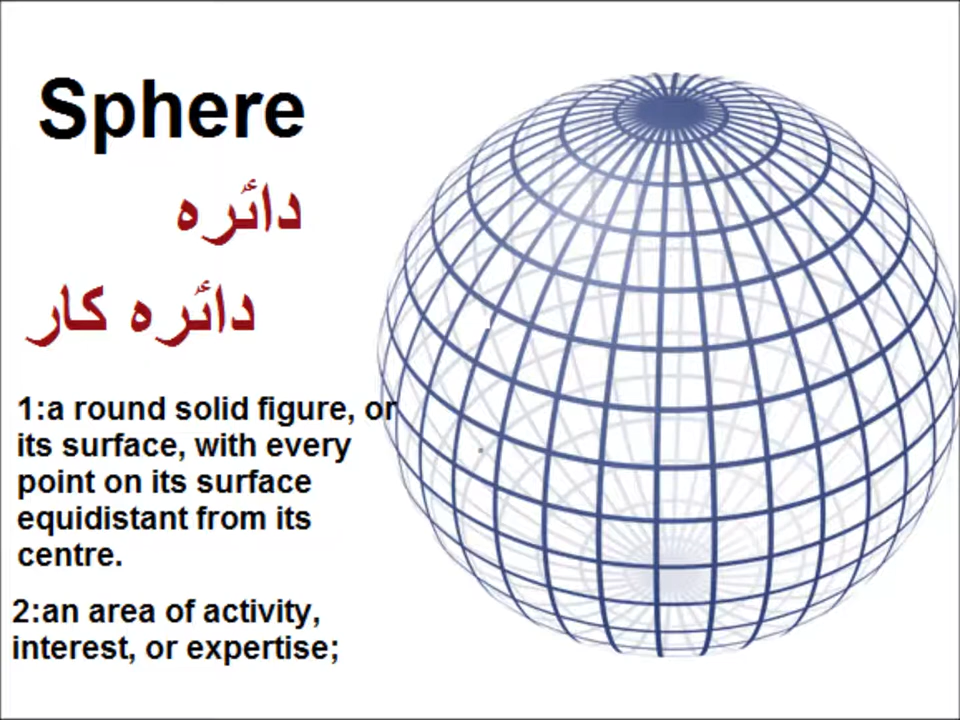 Sphere
دائرہ
دائرہ کار
1:a round solid figure, or
its surface, with every
point on its surface
equidistant from its
centre.
2:an area of activity,
interest, or expertise;